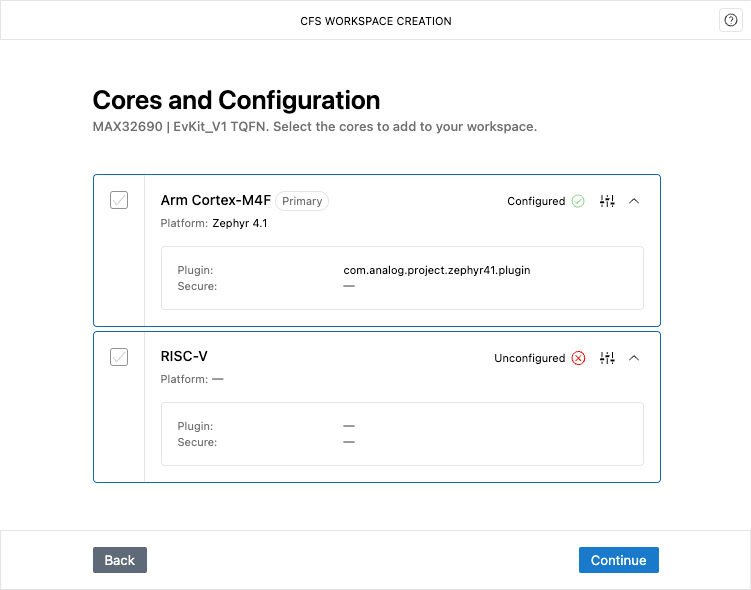 CFS WORKSPACE CREATION
Cores and Configuration
MAX32690 | EvKit_V1 TQFN. Select the cores to add to your workspace.
Arm Cortex-M4F Primary Configured
Platform: Zephyr 4.1
Plugin: com.analog.project.zephyr41.plugin
Secure: —
RISC-V Unconfigured
Platform: —
Plugin: —
Secure: —
Back Continue